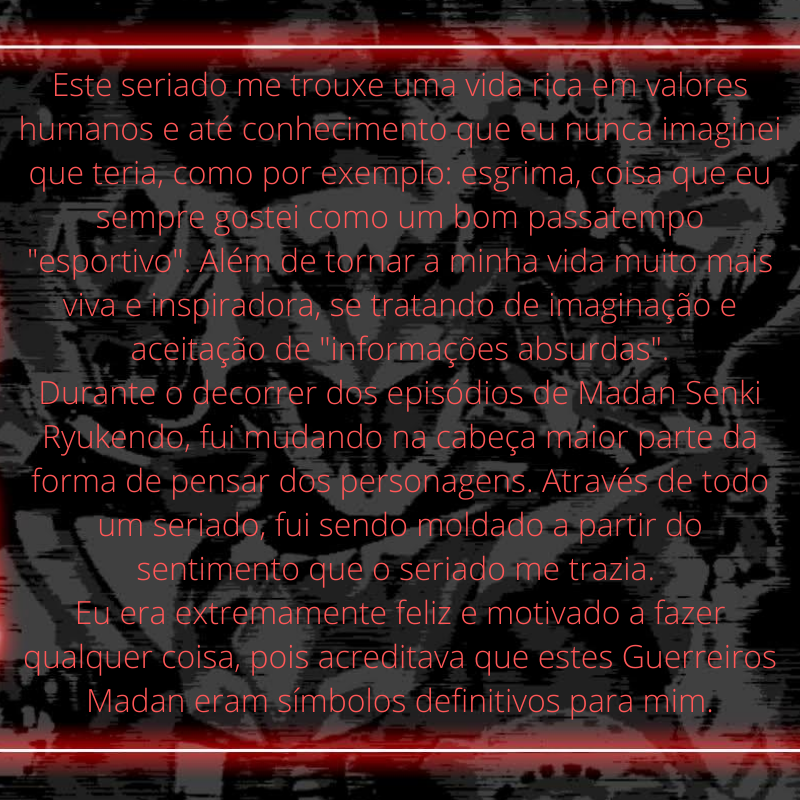 Este seriado me trouxe uma vida rica em valores
humanos e até conhecimento que eu nunca imaginei
que teria, como por exemplo: esgrima, coisa que eu
sempre gostei como um bom passatempo
"esportivo". Além de tornar a minha vida muito mais
viva e inspiradora, se tratando de imaginação e
aceitação de "informações absurdas".
Durante o decorrer dos episódios de Madan Senki
Ryukendo, fui mudando na cabeça maior parte da
forma de pensar dos personagens. Através de todo
um seriado, fui sendo moldado a partir do
sentimento que o seriado me trazia.
Eu era extremamente feliz e motivado a fazer
qualquer coisa, pois acreditava que estes Guerreiros
Madan eram símbolos definitivos para mim.